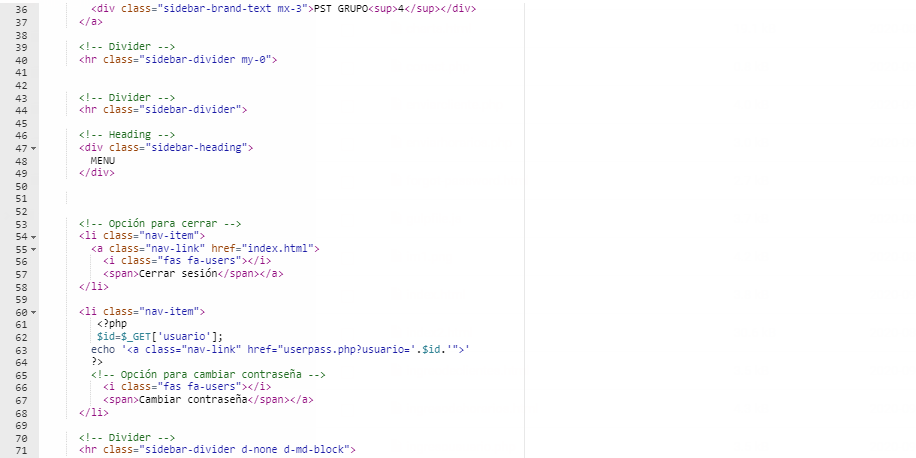 36 <div class="sidebar-brand-text mx-3">PST GRUPO<sup>4</sup></div>
37 </a>
38
39 <!-- Divider -->
40 <hr class="sidebar-divider my-0">
41
42
43 <!-- Divider -->
44 <hr class="sidebar-divider">
45
46 <!-- Heading -->
47 <div class="sidebar-heading">
48 MENU
49 </div>
50
51
52
53 <!-- Opción para cerrar -->
54 <li class="nav-item">
55 <a class="nav-link" href="index.html">
56 <i class="fas fa-users"></i>
57 <span>Cerrar sesión</span></a>
58 </li>
59
60 <li class="nav-item">
61 <?php
62 $id=$_GET['usuario'];
63 echo '<a class="nav-link" href="userpass.php?usuario='.$id.'">'
64 ?>
65 <!-- Opción para cambiar contraseña -->
66 <i class="fas fa-users"></i>
67 <span>Cambiar contraseña</span></a>
68 </li>
69
70 <!-- Divider -->
71 <hr class="sidebar-divider d-none d-md-block">